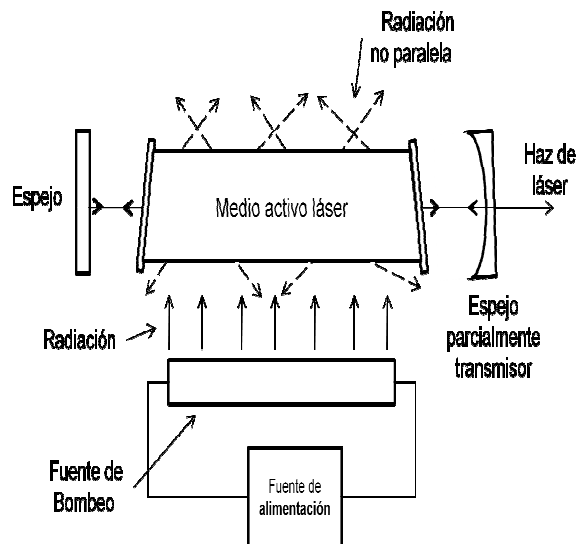 Radiación
no paralela
Espejo
Medio activo láser
Haz de
láser
Espejo
parcialmente
transmisor
Radiación
Fuente de
Bombeo
Fuente de
alimentación